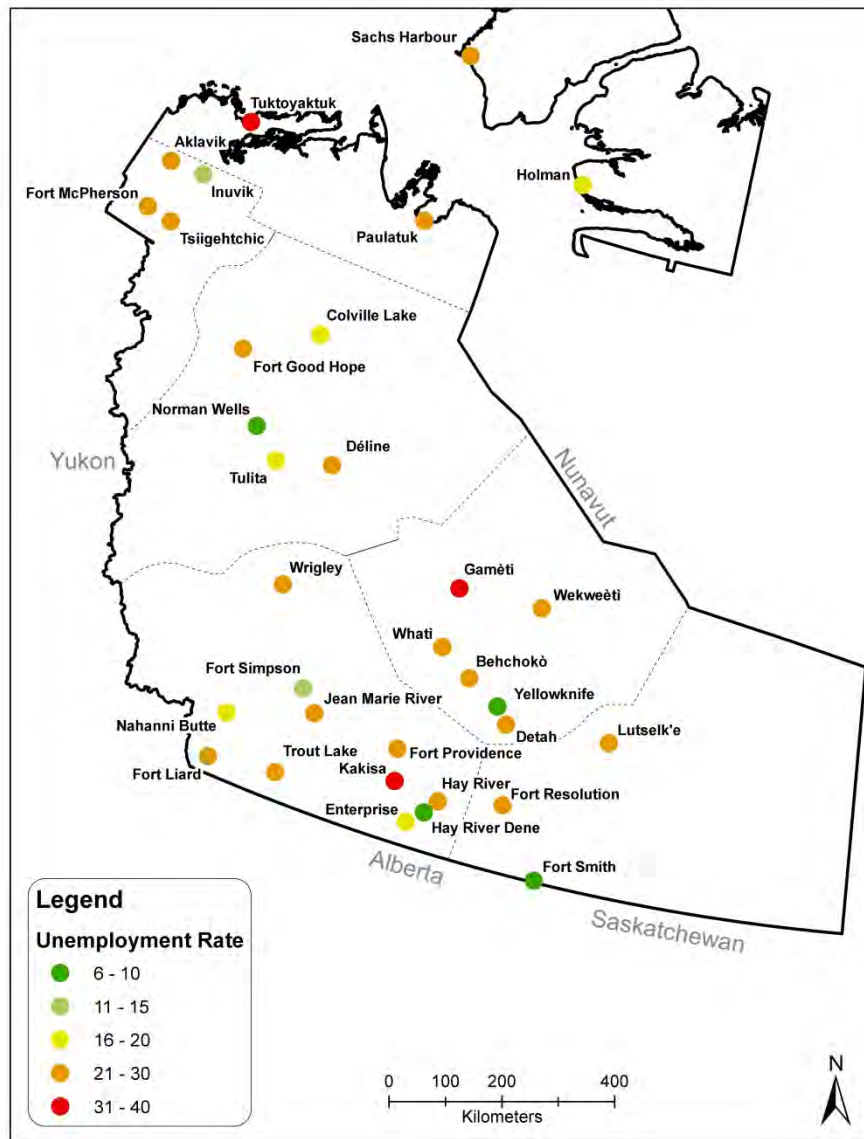 Sachs Harbour
Tuktoyaktuk
Aklavik
Inuvik
Fort McPherson
Holman
Tsiigehtchic
Paulatuk
Colville Lake
Fort Good Hope
Norman Wells
Yukon
Déline
Tulita
Nunavut
Wrigley
Gamèti
Wekweèti
Whatì
Behchokò
Fort Simpson
Yellowknife
Jean Marie River
Nahanni Butte
Detah
Lutselk'e
Trout Lake
Fort Providence
Fort Liard
Kakisa
Hay River
Fort Resolution
Enterprise
Hay River Dene
Alberta
Fort Smith
Saskatchewan
Legend
Unemployment Rate
6 - 10
11 - 15
16 - 20
21 - 30
31 - 40
0 100 200 400
Kilometers
N